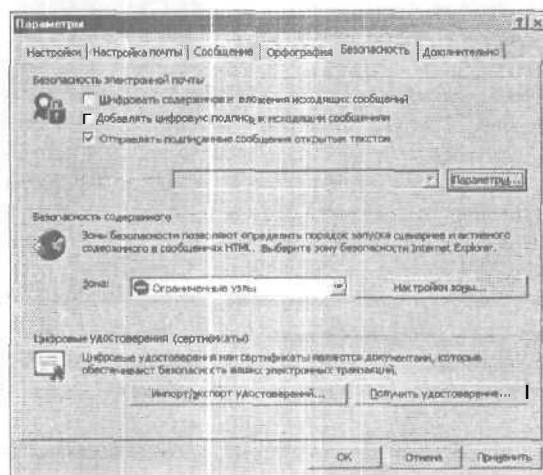 Параметры
Настройки Настройка почты Сообщение Орфография Безопасность Дополнительно
Безопасность электронной почты
Шифровать содержимое и вложения исходящих сообщений
Добавлять цифровую подпись к исходящим сообщениям
Отправлять подписанные сообщения открытым текстом
Параметры...
Безопасность содержимого
Зоны безопасности позволяют определить порядок запуска сценариев и активного
содержимого в сообщениях HTML. Выберите зону безопасности Internet Explorer.
Зона: Ограниченные узлы Настройки зоны...
Цифровые удостоверения (сертификаты)
Цифровые удостоверения или сертификаты являются документами, которые
обеспечивают безопасность ваших электронных транзакций.
Импорт/экспорт удостоверений... Получить удостоверение...
ОК Отмена Применить